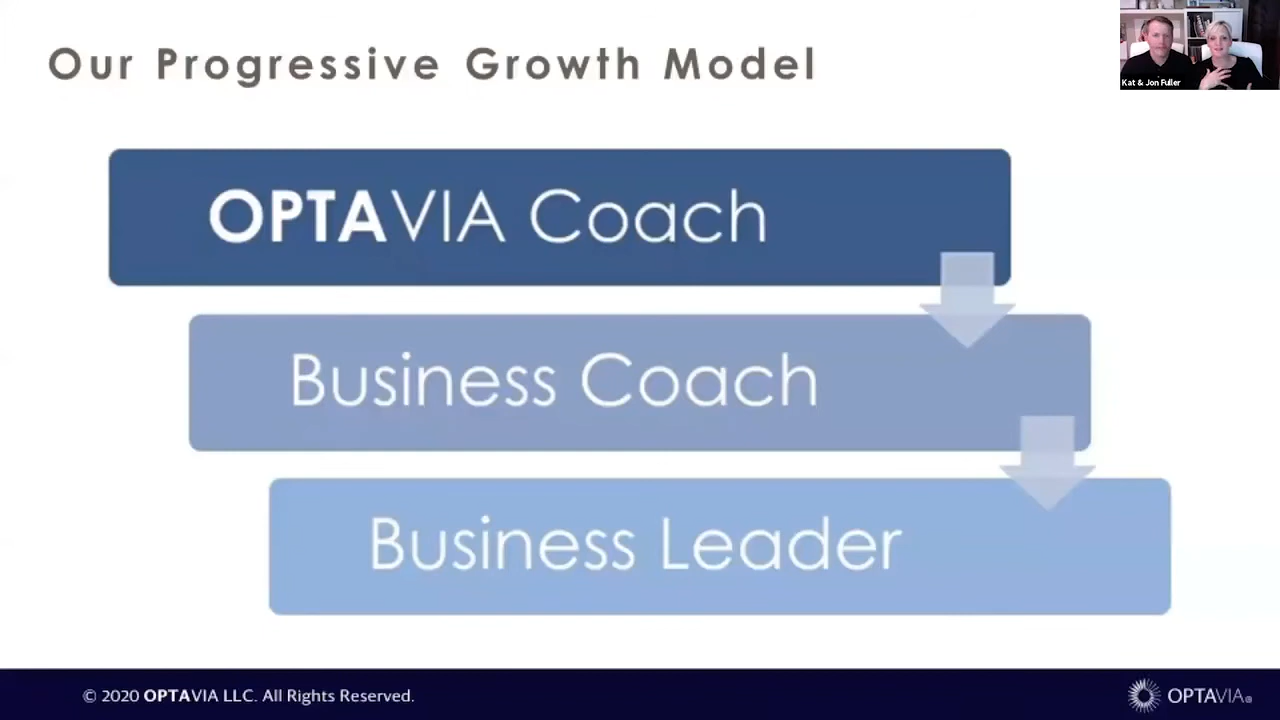 Our Progressive Growth Model
Kat & Jon Fuller
OPTAVIA Coach
Business Coach
Business Leader
© 2020 OPTAVIA LLC. All Rights Reserved.
OPTAVIA®